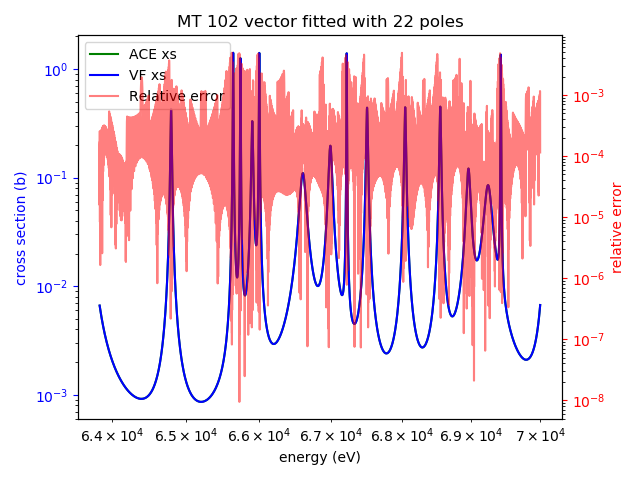 MT 102 vector fitted with 22 poles
ACE xs
VF xs
Relative error
10⁰
10⁻¹
10⁻²
10⁻³
cross section (b)
10⁻³
10⁻⁴
10⁻⁵
10⁻⁶
10⁻⁷
10⁻⁸
relative error
6.4 × 10⁴ 6.5 × 10⁴ 6.6 × 10⁴ 6.7 × 10⁴ 6.8 × 10⁴ 6.9 × 10⁴ 7 × 10⁴
energy (eV)